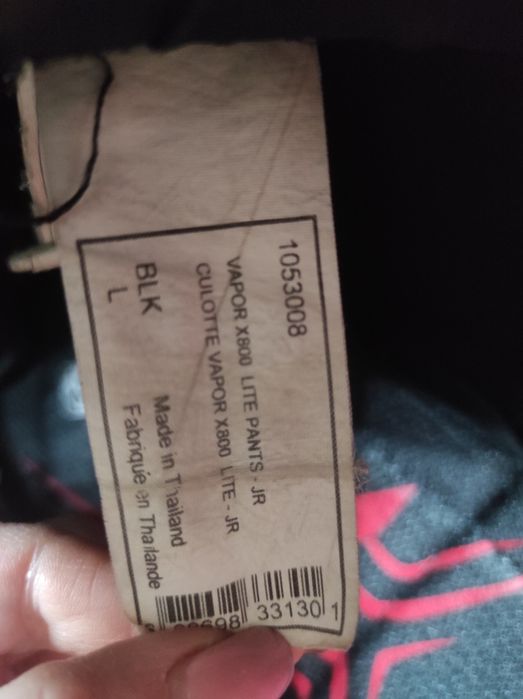 1053008
VAPOR X800 LITE PANTS - JR
CULOTTE VAPOR X800 LITE - JR
BLK
L
Made in Thailand
Fabriqué en Thaïlande
33130 1